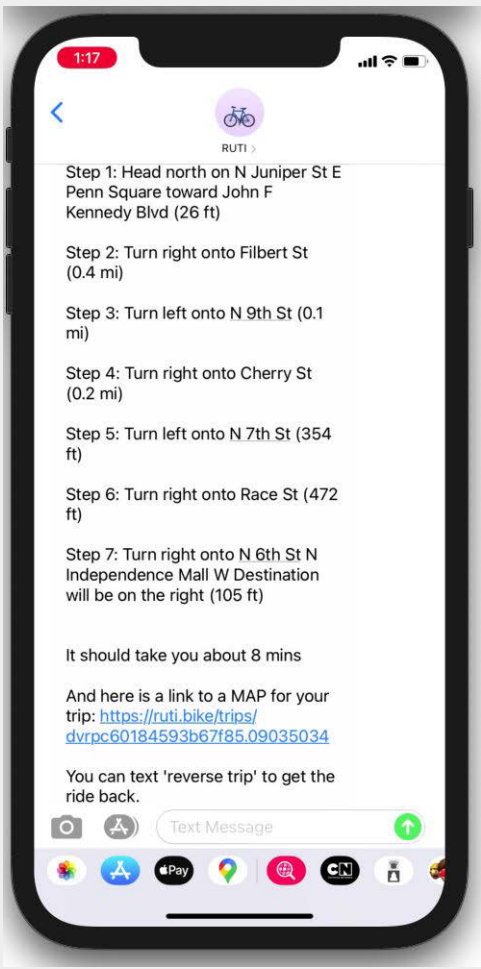 1:17
RUTI >
Step 1: Head north on N Juniper St E
Penn Square toward John F
Kennedy Blvd (26 ft)
Step 2: Turn right onto Filbert St
(0.4 mi)
Step 3: Turn left onto N 9th St (0.1
mi)
Step 4: Turn right onto Cherry St
(0.2 mi)
Step 5: Turn left onto N 7th St (354
ft)
Step 6: Turn right onto Race St (472
ft)
Step 7: Turn right onto N 6th St N
Independence Mall W Destination
will be on the right (105 ft)
It should take you about 8 mins
And here is a link to a MAP for your
trip: https://ruti.bike/trips/
dvrpc60184593b67f85.09035034
You can text 'reverse trip' to get the
ride back.
Text Message
Pay
CN